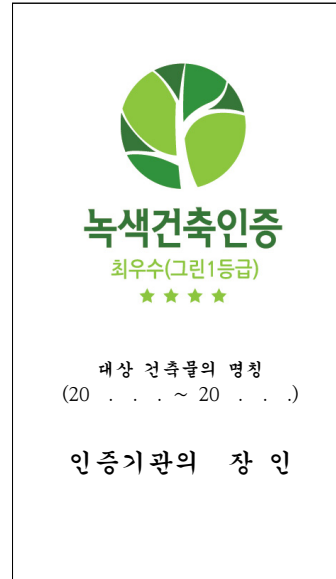 녹색건축인증
최우수(그린1등급)
★ ★ ★ ★
대상 건축물의 명칭
(20 . . . ~ 20 . . .)
인증기관의 장 인